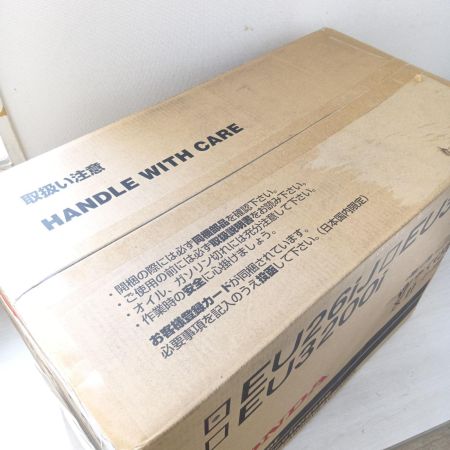 取扱い注意
HANDLE WITH CARE
・開梱の際には必ず同梱部品を確認下さい。
・ご使用の前には必ず取扱説明書をお読み下さい。
・オイル、ガソリン切れには充分注意して下さい。
・作業時の安全に心掛けましょう。
お客様登録カードが同梱されています。
必要事項を記入のうえ投函して下さい。(日本国内限定)
EU26i
EU
EU3200i
NDA